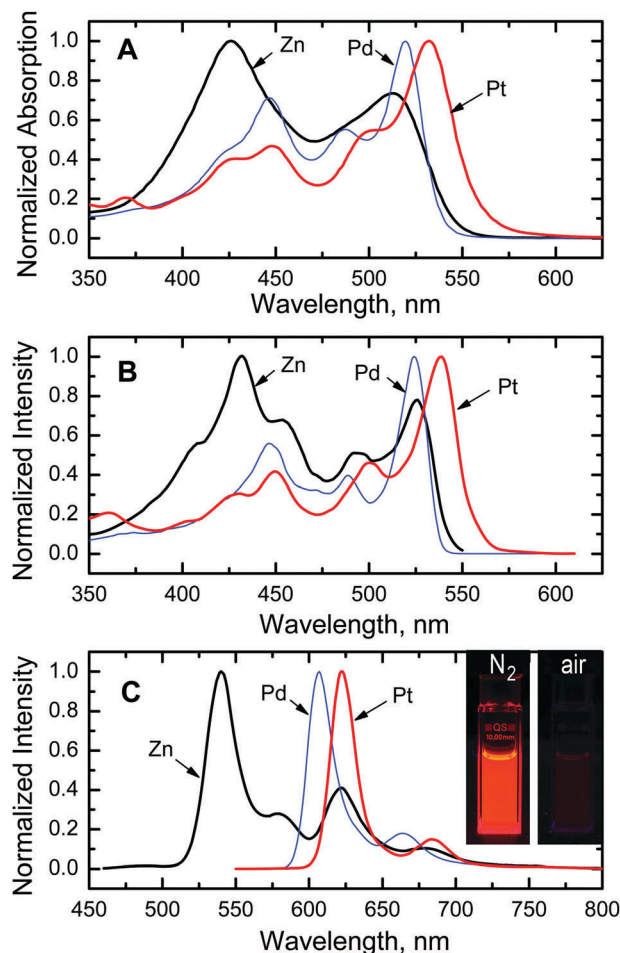 A
Zn
Pd
Pt
Normalized Absorption
1.0
0.8
0.6
0.4
0.2
0.0
350 400 450 500 550 600
Wavelength, nm
B
Zn
Pd
Pt
Normalized Intensity
1.0
0.8
0.6
0.4
0.2
0.0
350 400 450 500 550 600
Wavelength, nm
C
Zn
Pd
Pt
N₂
air
QS
10,00mm
Normalized Intensity
1.0
0.8
0.6
0.4
0.2
0.0
450 500 550 600 650 700 750 800
Wavelength, nm